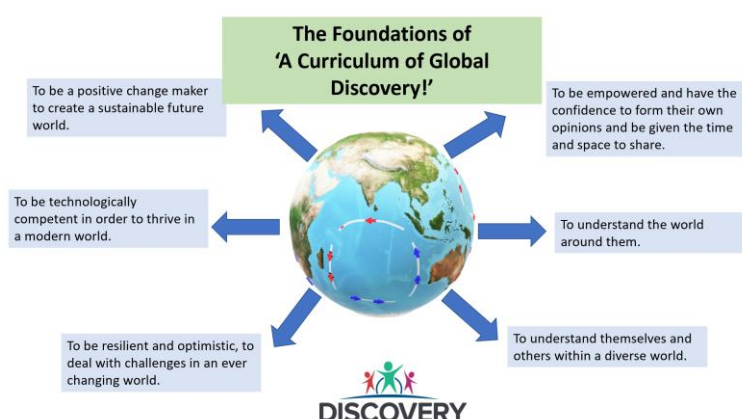 The Foundations of
‘A Curriculum of Global
Discovery!’
To be a positive change maker
to create a sustainable future
world.
To be empowered and have the
confidence to form their own
opinions and be given the time
and space to share.
To be technologically
competent in order to thrive in
a modern world.
To understand the world
around them.
To be resilient and optimistic, to
deal with challenges in an ever
changing world.
To understand themselves and
others within a diverse world.
DISCOVERY